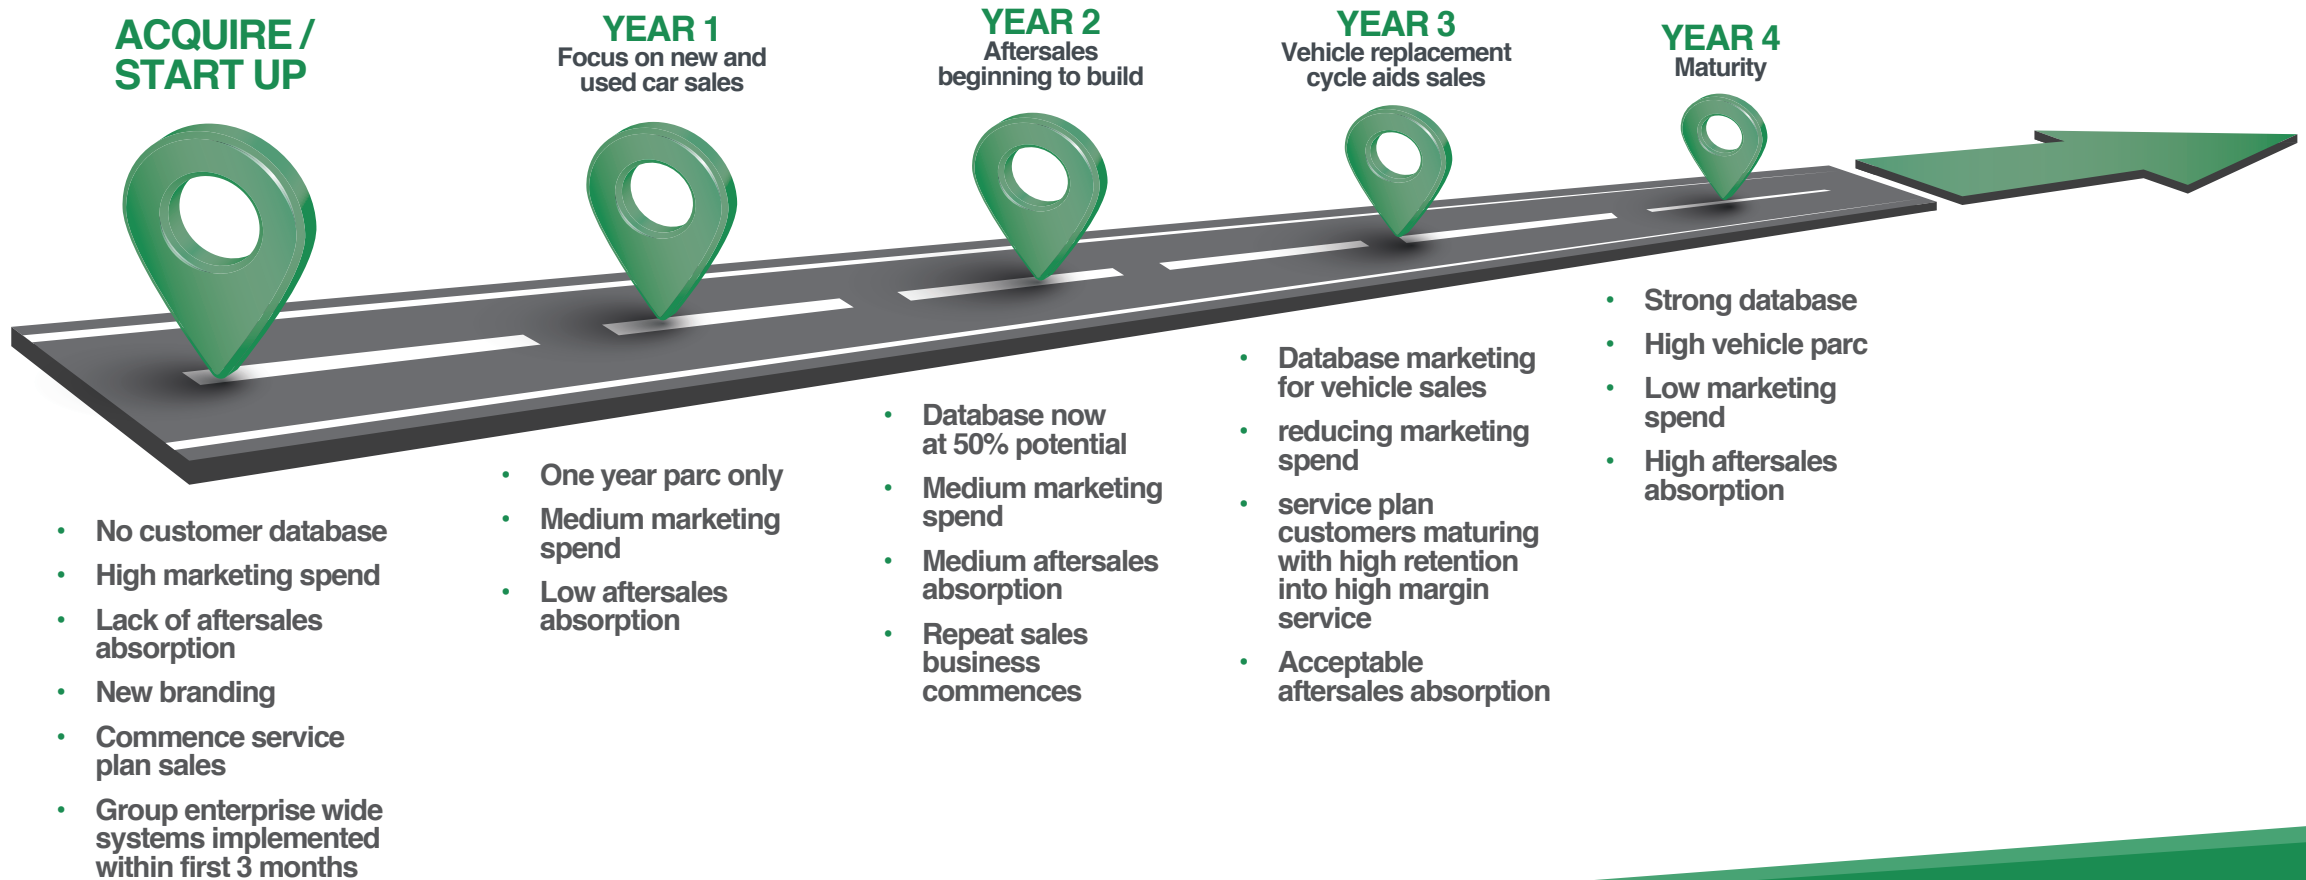 ACQUIRE /
START UP
• No customer database
• High marketing spend
• Lack of aftersales
absorption
• New branding
• Commence service
plan sales
• Group enterprise wide
systems implemented
within first 3 months
YEAR 1
Focus on new and
used car sales
• One year parc only
• Medium marketing
spend
• Low aftersales
absorption
YEAR 2
Aftersales
beginning to build
• Database now
at 50% potential
• Medium marketing
spend
• Medium aftersales
absorption
• Repeat sales
business
commences
YEAR 3
Vehicle replacement
cycle aids sales
• Database marketing
for vehicle sales
• reducing marketing
spend
• service plan
customers maturing
with high retention
into high margin
service
• Acceptable
aftersales absorption
YEAR 4
Maturity
• Strong database
• High vehicle parc
• Low marketing
spend
• High aftersales
absorption